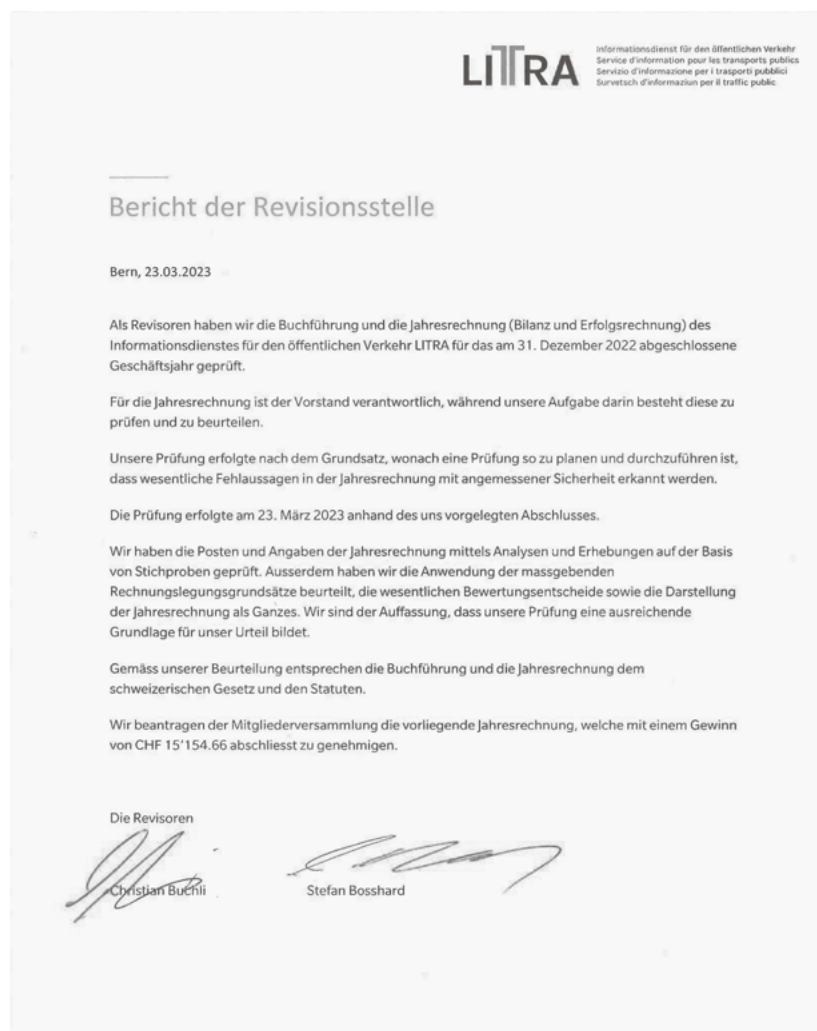 LITRA
Informationsdienst für den öffentlichen Verkehr
Service d'information pour les transports publics
Servizio d'informazione per i trasporti pubblici
Survetsch d'infurmaziun per il traffic public
Bericht der Revisionsstelle
Bern, 23.03.2023
Als Revisoren haben wir die Buchführung und die Jahresrechnung (Bilanz und Erfolgsrechnung) des
Informationsdienstes für den öffentlichen Verkehr LITRA für das am 31. Dezember 2022 abgeschlossene
Geschäftsjahr geprüft.
Für die Jahresrechnung ist der Vorstand verantwortlich, während unsere Aufgabe darin besteht diese zu
prüfen und zu beurteilen.
Unsere Prüfung erfolgte nach dem Grundsatz, wonach eine Prüfung so zu planen und durchzuführen ist,
dass wesentliche Fehlaussagen in der Jahresrechnung mit angemessener Sicherheit erkannt werden.
Die Prüfung erfolgte am 23. März 2023 anhand des uns vorgelegten Abschlusses.
Wir haben die Posten und Angaben der Jahresrechnung mittels Analysen und Erhebungen auf der Basis
von Stichproben geprüft. Ausserdem haben wir die Anwendung der massgebenden
Rechnungslegungsgrundsätze beurteilt, die wesentlichen Bewertungsentscheide sowie die Darstellung
der Jahresrechnung als Ganzes. Wir sind der Auffassung, dass unsere Prüfung eine ausreichende
Grundlage für unser Urteil bildet.
Gemäss unserer Beurteilung entsprechen die Buchführung und die Jahresrechnung dem
schweizerischen Gesetz und den Statuten.
Wir beantragen der Mitgliederversammlung die vorliegende Jahresrechnung, welche mit einem Gewinn
von CHF 15'154.66 abschliesst zu genehmigen.
Die Revisoren
Christian Buchli
Stefan Bosshard